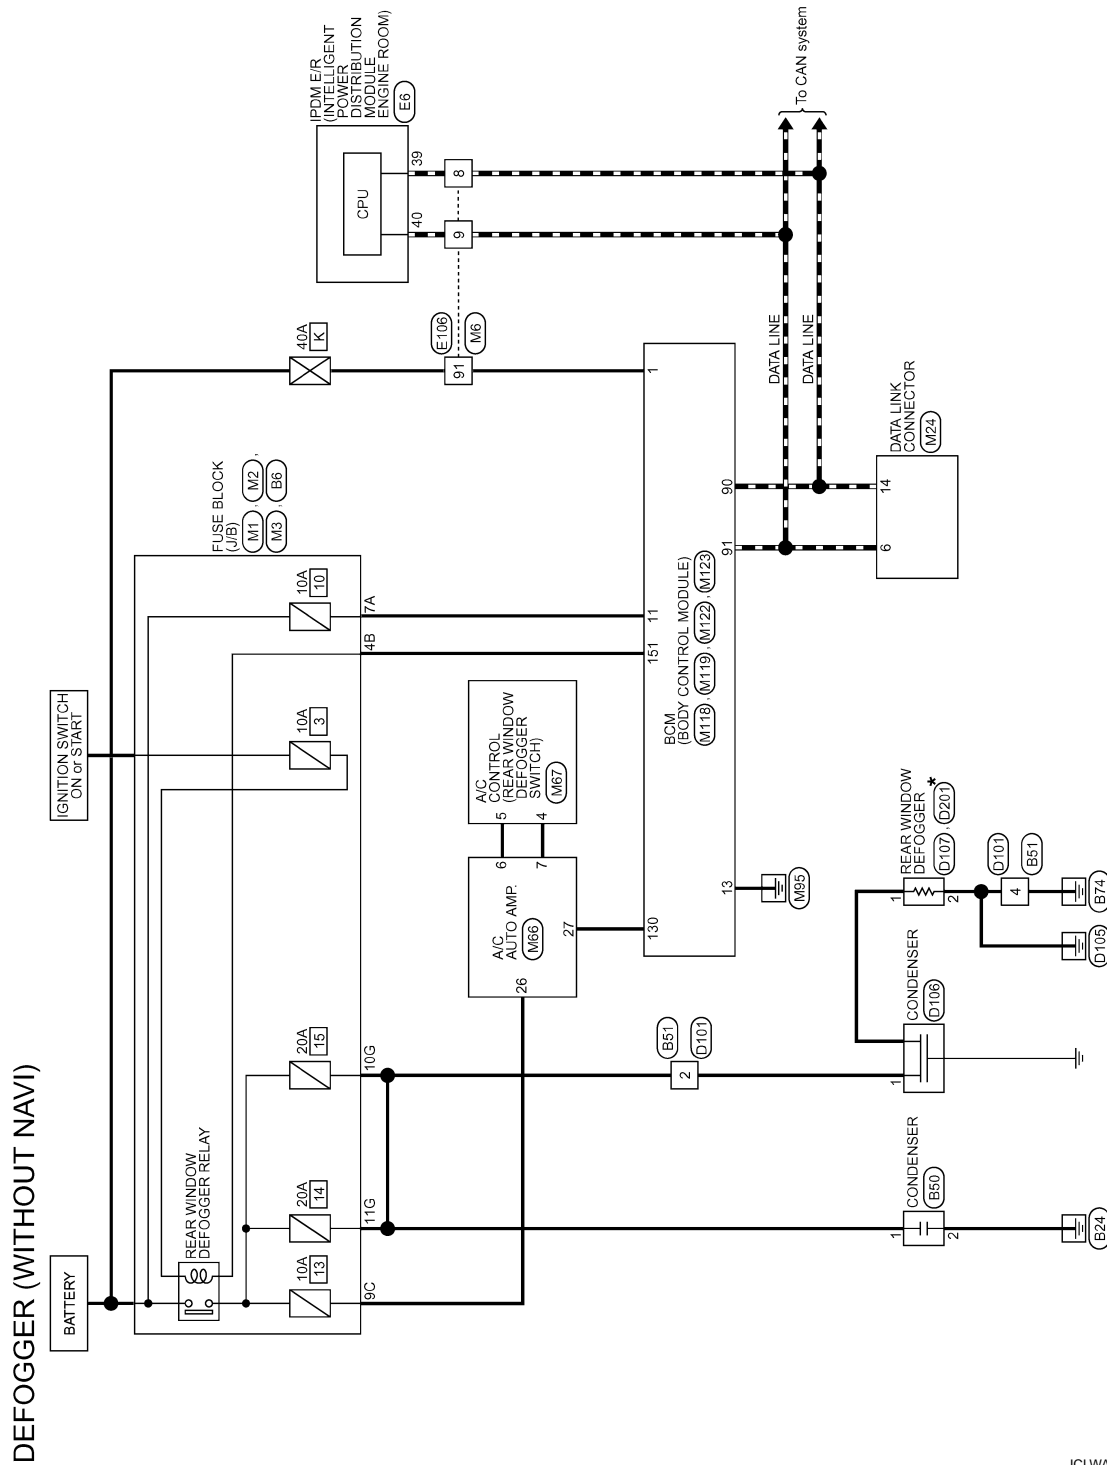 DEFOGGER (WITHOUT NAVI)
BATTERY
IGNITION SWITCH
ON or START
FUSE BLOCK
(J/B)
M1 , M2 ,
M3 , B6
REAR WINDOW
DEFOGGER RELAY
10A
13
20A
14
20A
15
10A
3
10A
10
40A
K
9C
11G
10G
4B
7A
IPDM E/R
(INTELLIGENT
POWER
DISTRIBUTION
MODULE
ENGINE ROOM)
E6
CPU
40
39
E106
M6
91
9
8
A/C
AUTO AMP.
M66
26
27
6
7
A/C
CONTROL
(REAR WINDOW
DEFOGGER
SWITCH)
M67
5
4
130
151
11
1
BCM
(BODY CONTROL MODULE)
M118 , M119 , M122 , M123
13
91
90
M95
DATA LINE
DATA LINE
To CAN system
DATA LINK
CONNECTOR
M24
6
14
B51
D101
2
CONDENSER
B50
1
2
B24
CONDENSER
D106
1
REAR WINDOW
DEFOGGER *
D107 , D201
1
2
D101
B51
4
D105
B74